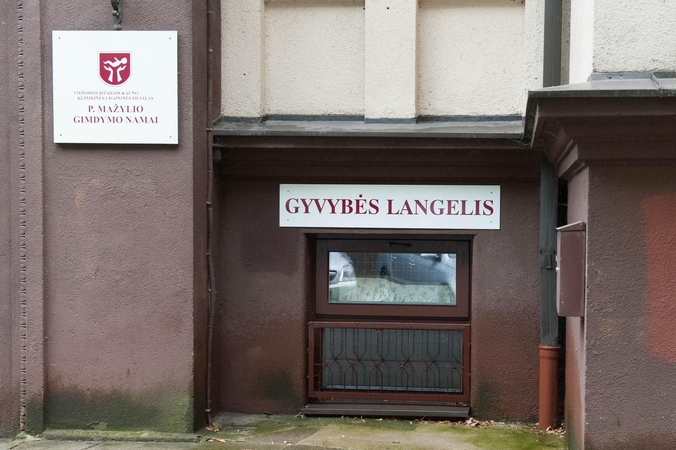 VIEŠOSIOS ĮSTAIGOS KAUNO
KLINIKINĖS LIGONINĖS FILIALAS
P. MAŽYLIO
GIMDYMO NAMAI
GYVYBĖS LANGELIS